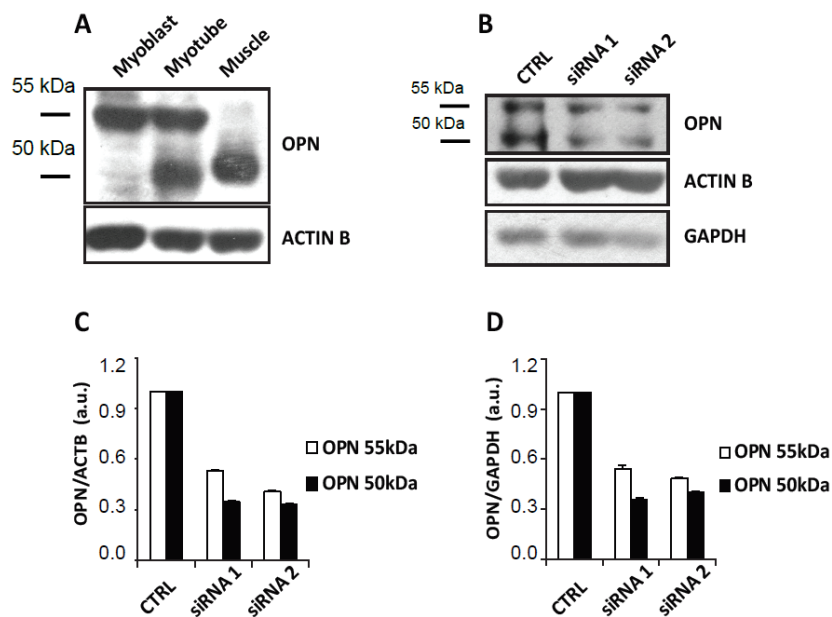 A
Myoblast Myotube Muscle
55 kDa
50 kDa
OPN
ACTIN B
B
CTRL siRNA 1 siRNA 2
55 kDa
50 kDa
OPN
ACTIN B
GAPDH
C
OPN/ACTB (a.u.)
1.2
0.9
0.6
0.3
0.0
CTRL siRNA 1 siRNA 2
OPN 55kDa
OPN 50kDa
D
OPN/GAPDH (a.u.)
1.2
0.9
0.6
0.3
0.0
CTRL siRNA 1 siRNA 2
OPN 55kDa
OPN 50kDa